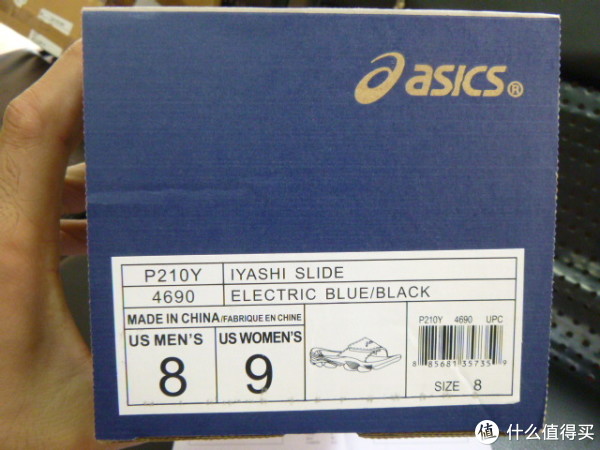 asics®
P210Y IYASHI SLIDE
4690 ELECTRIC BLUE/BLACK
MADE IN CHINA/FABRIQUE EN CHINE
US MEN'S US WOMEN'S
8 9
P210Y 4690 UPC
8 85681 35735 9
SIZE 8
值 什么值得买